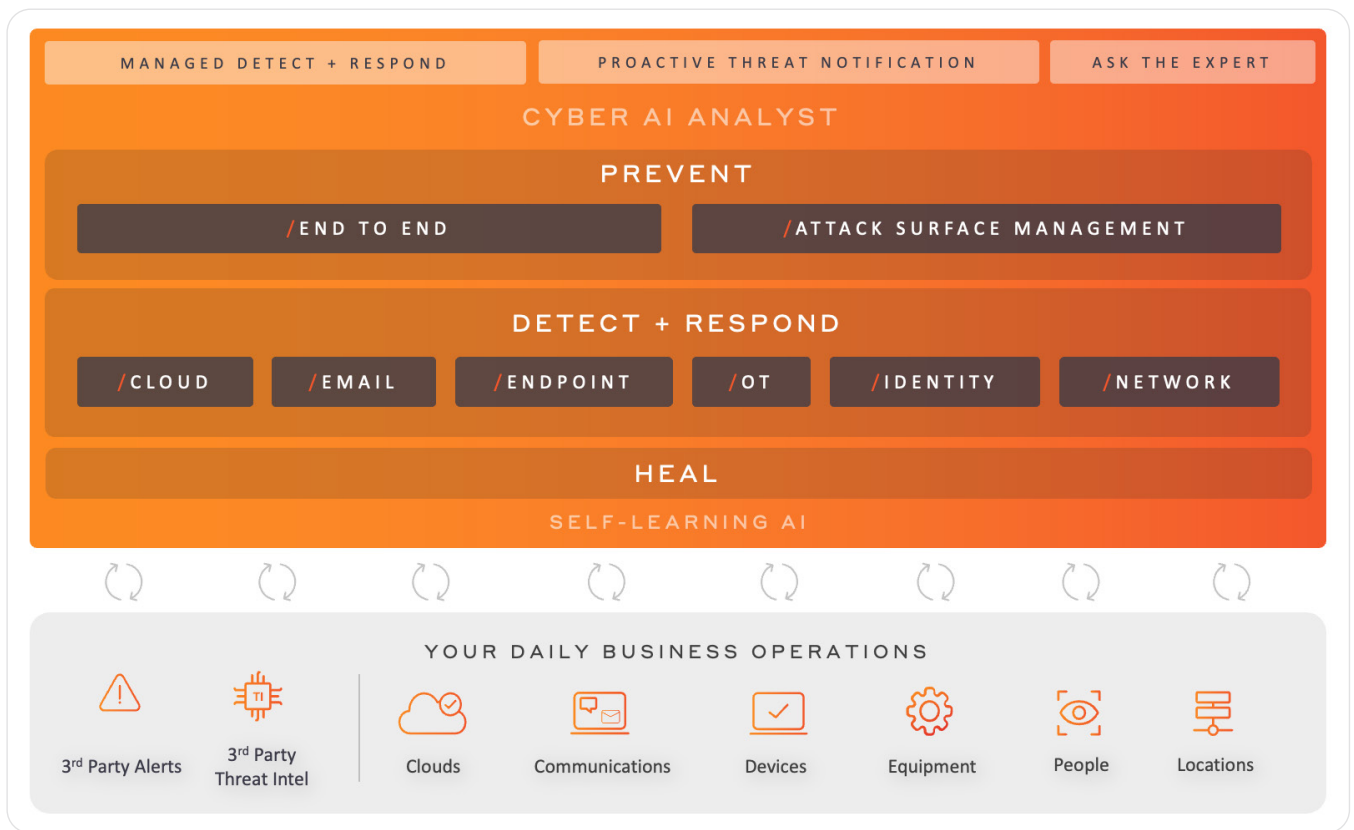 MANAGED DETECT + RESPOND
PROACTIVE THREAT NOTIFICATION
ASK THE EXPERT
CYBER AI ANALYST
PREVENT
/END TO END
/ATTACK SURFACE MANAGEMENT
DETECT + RESPOND
/CLOUD
/EMAIL
/ENDPOINT
/OT
/IDENTITY
/NETWORK
HEAL
SELF-LEARNING AI
YOUR DAILY BUSINESS OPERATIONS
TI
3rd Party Alerts
3rd Party
Threat Intel
Clouds
Communications
Devices
Equipment
People
Locations